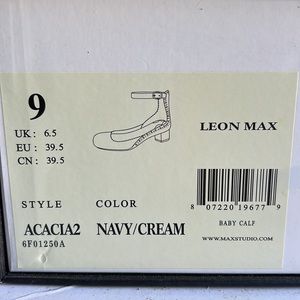 9
UK: 6.5
EU: 39.5
CN: 39.5
LEON MAX
STYLE COLOR
ACACIA2 NAVY/CREAM
6F01250A
8 07220 19677 9
BABY CALF
WWW.MAXSTUDIO.COM